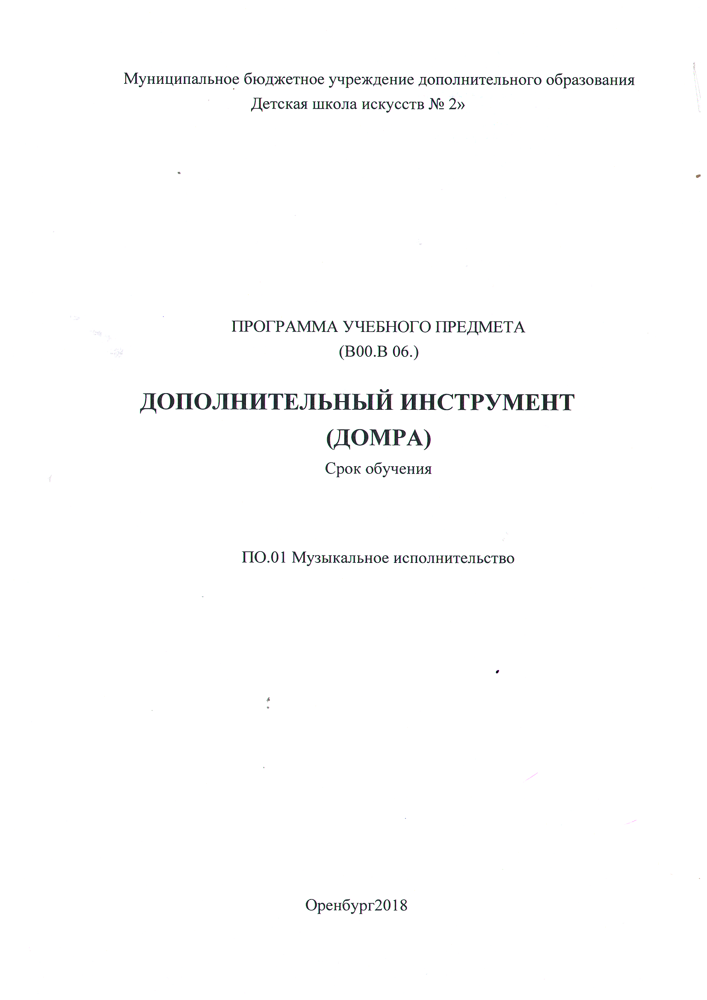 Муниципальное бюджетное учреждение дополнительного образования
Детская школа искусств № 2»
ПРОГРАММА УЧЕБНОГО ПРЕДМЕТА
(В00.В 06.)
ДОПОЛНИТЕЛЬНЫЙ ИНСТРУМЕНТ
(ДОМРА)
Срок обучения
ПО.01 Музыкальное исполнительство
Оренбург2018